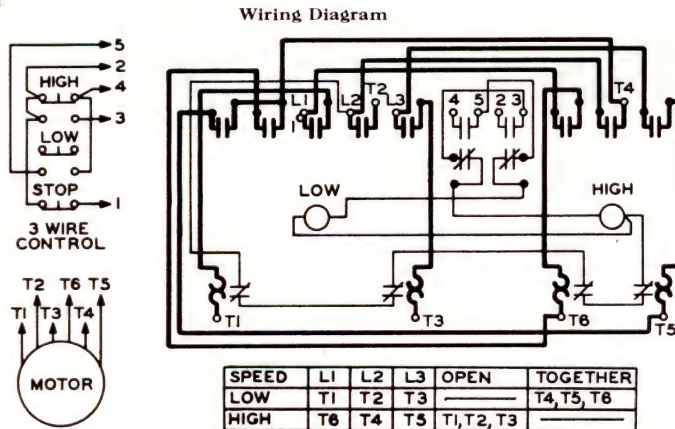 Wiring Diagram
5
2
HIGH
4
3
LOW
STOP
1
3 WIRE
CONTROL
L1
1
L2
T2
L3
4 5 2 3
T4
LOW
HIGH
T1
T3
T6
T5
T2 T6 T5
T1 T3 T4
MOTOR
SPEED L1 L2 L3 OPEN TOGETHER
LOW T1 T2 T3 T4, T5, T6
HIGH T6 T4 T5 T1, T2, T3